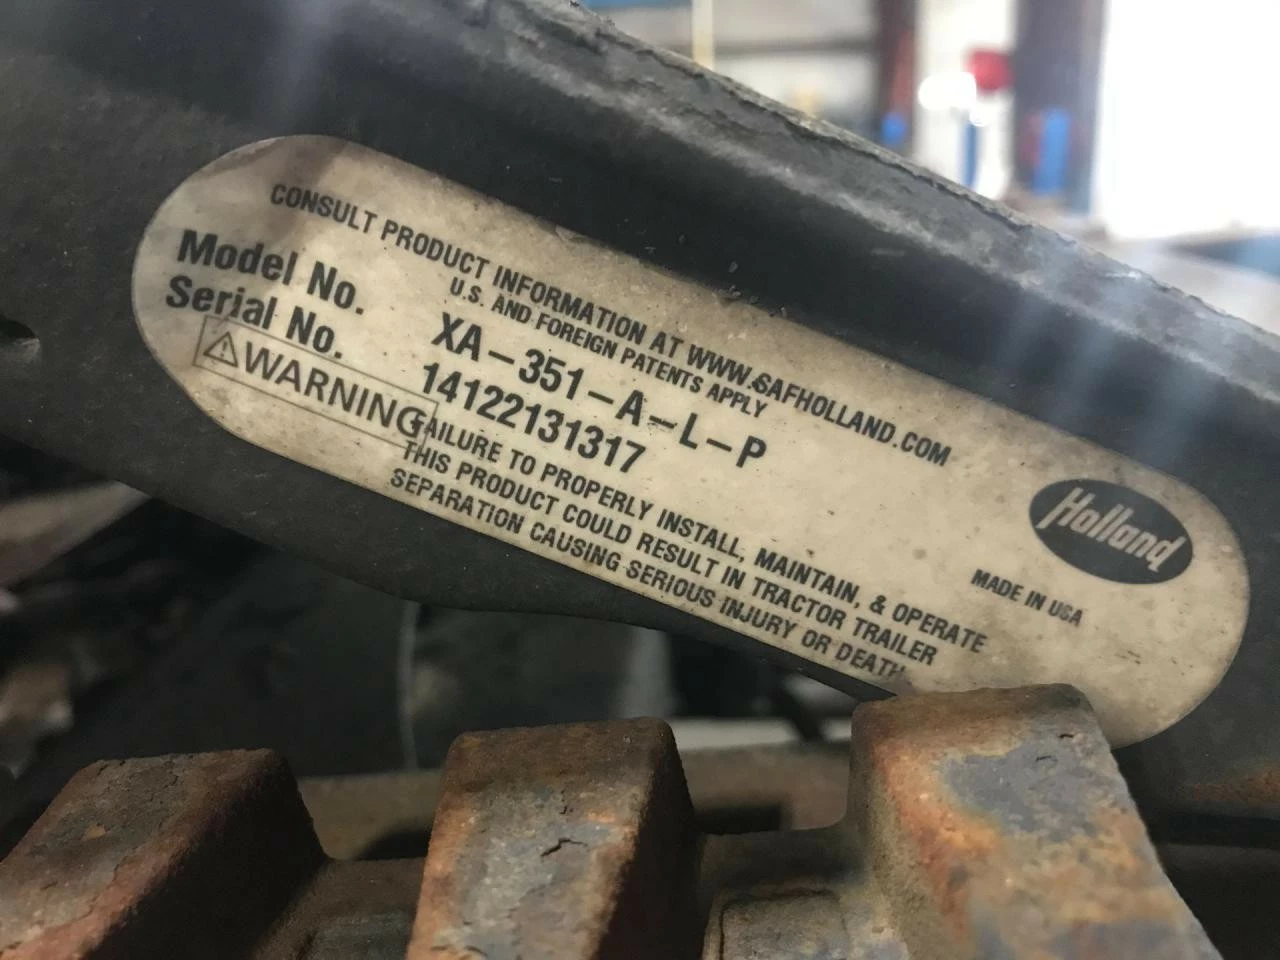 CONSULT PRODUCT INFORMATION AT WWW.SAFHOLLAND.COM
U.S. AND FOREIGN PATENTS APPLY
Model No. XA-351-A-L-P
Serial No. 14122131317
WARNING
FAILURE TO PROPERLY INSTALL, MAINTAIN, & OPERATE
THIS PRODUCT COULD RESULT IN TRACTOR TRAILER
SEPARATION CAUSING SERIOUS INJURY OR DEATH
Holland
MADE IN USA